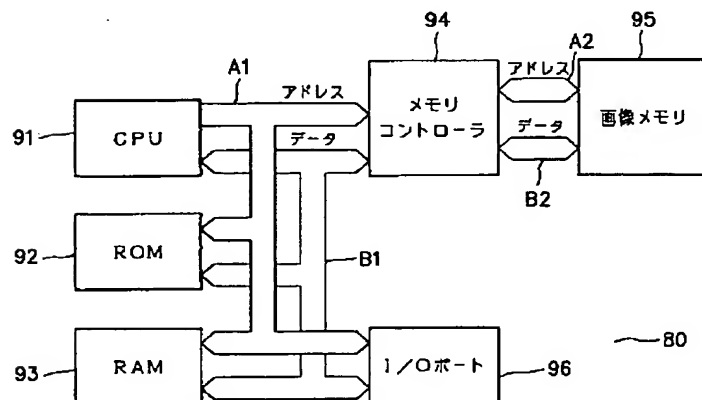 94
95
A1
A2
アドレス
アドレス
91
CPU
メモリ
コントローラ
画像メモリ
データ
データ
B2
92
ROM
B1
80
93
RAM
I/Oポート
96